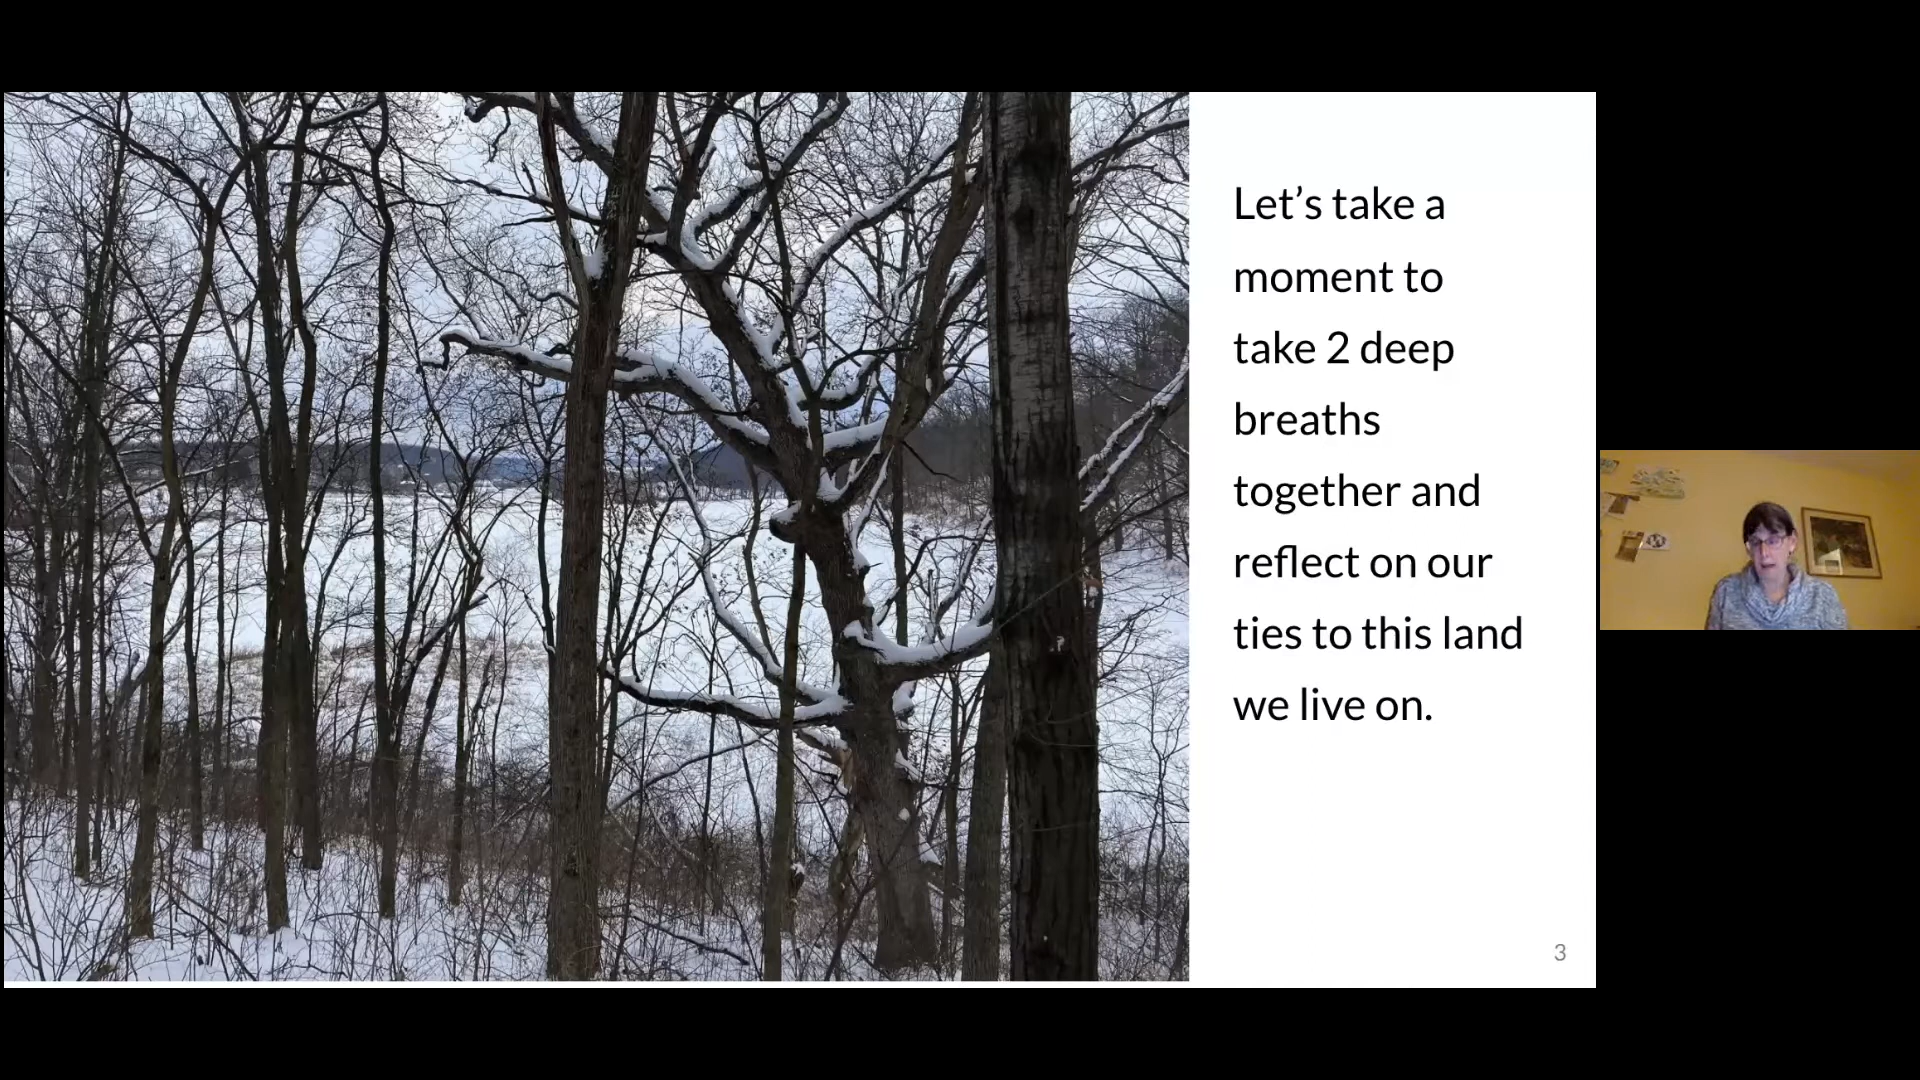 Let’s take a
moment to
take 2 deep
breaths
together and
reflect on our
ties to this land
we live on.
3